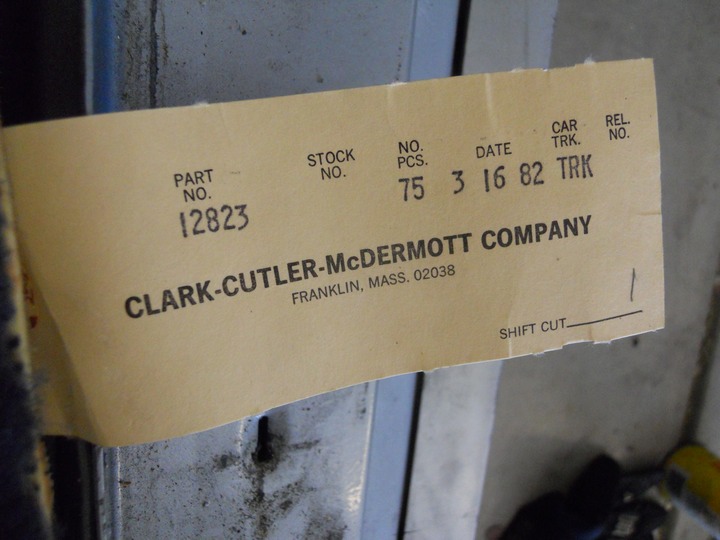 PART NO. STOCK NO. NO. PCS. DATE CAR TRK. REL. NO.
12823 75 3 16 82 TRK
CLARK-CUTLER-McDERMOTT COMPANY
FRANKLIN, MASS. 02038
SHIFT CUT 1